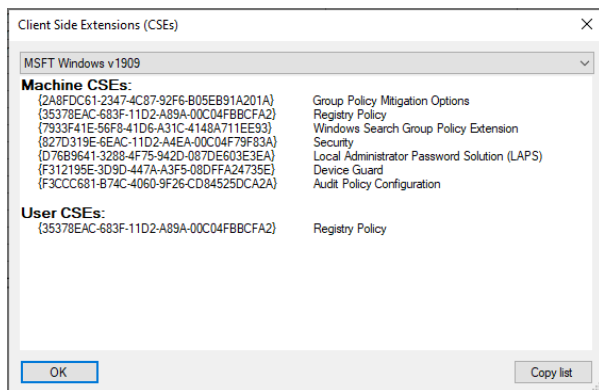 Client Side Extensions (CSEs)
MSFT Windows v1909
Machine CSEs:
{2A8FDC61-2347-4C87-92F6-B05EB91A201A} Group Policy Mitigation Options
{35378EAC-683F-11D2-A89A-00C04FBBCFA2} Registry Policy
{7933F41E-56F8-41D6-A31C-4148A711EE93} Windows Search Group Policy Extension
{827D319E-6EAC-11D2-A4EA-00C04F79F83A} Security
{D76B9641-3288-4F75-942D-087DE603E3EA} Local Administrator Password Solution (LAPS)
{F312195E-3D9D-447A-A3F5-08DFFA24735E} Device Guard
{F3CCC681-B74C-4060-9F26-CD84525DCA2A} Audit Policy Configuration
User CSEs:
{35378EAC-683F-11D2-A89A-00C04FBBCFA2} Registry Policy
OK Copy list